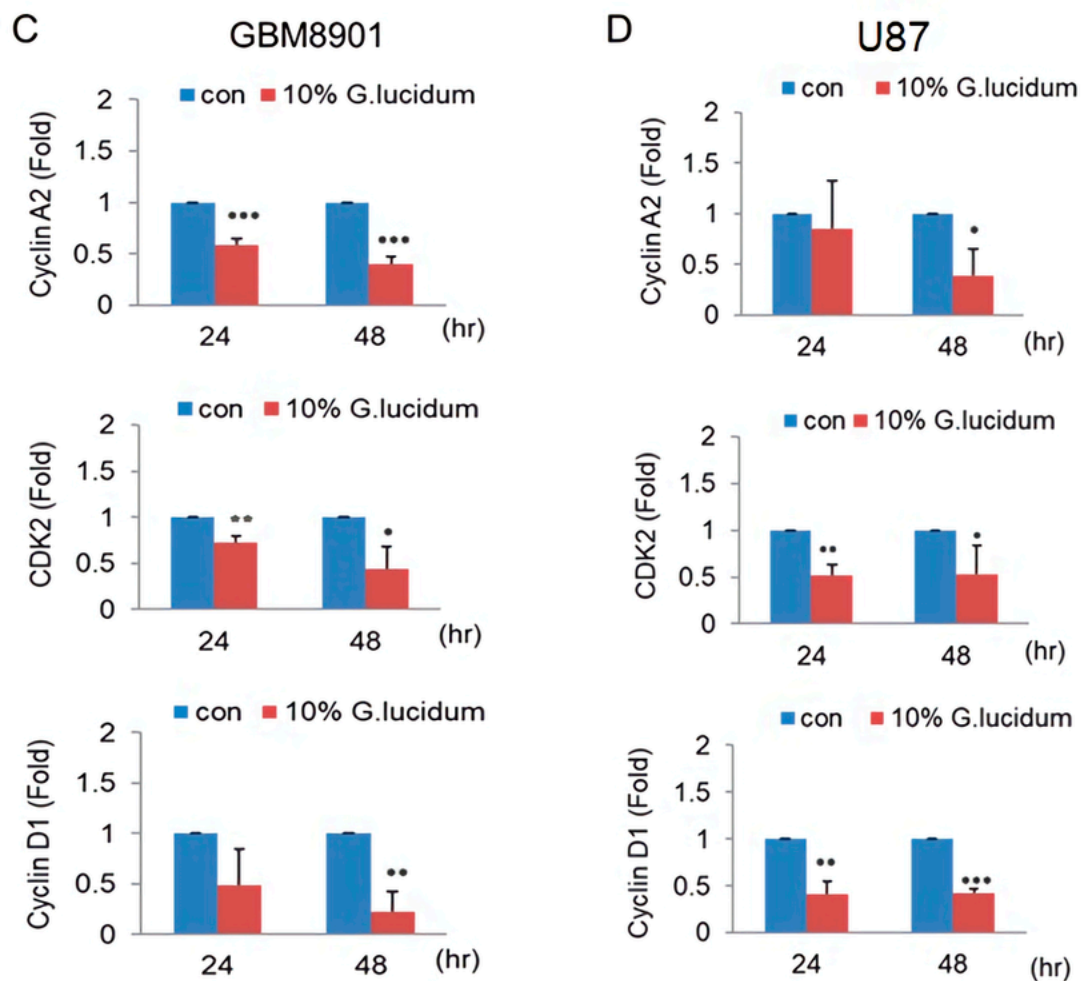 C GBM8901
con 10% G.lucidum
Cyclin A2 (Fold)
2
1.5
1
0.5
0
•••
•••
24 48 (hr)
con 10% G.lucidum
CDK2 (Fold)
2
1.5
1
0.5
0
**
•
24 48 (hr)
con 10% G.lucidum
Cyclin D1 (Fold)
2
1.5
1
0.5
0
••
24 48 (hr)
D U87
con 10% G.lucidum
Cyclin A2 (Fold)
2
1.5
1
0.5
0
•
24 48 (hr)
con 10% G.lucidum
CDK2 (Fold)
2
1.5
1
0.5
0
••
•
24 48 (hr)
con 10% G.lucidum
Cyclin D1 (Fold)
2
1.5
1
0.5
0
••
•••
24 48 (hr)